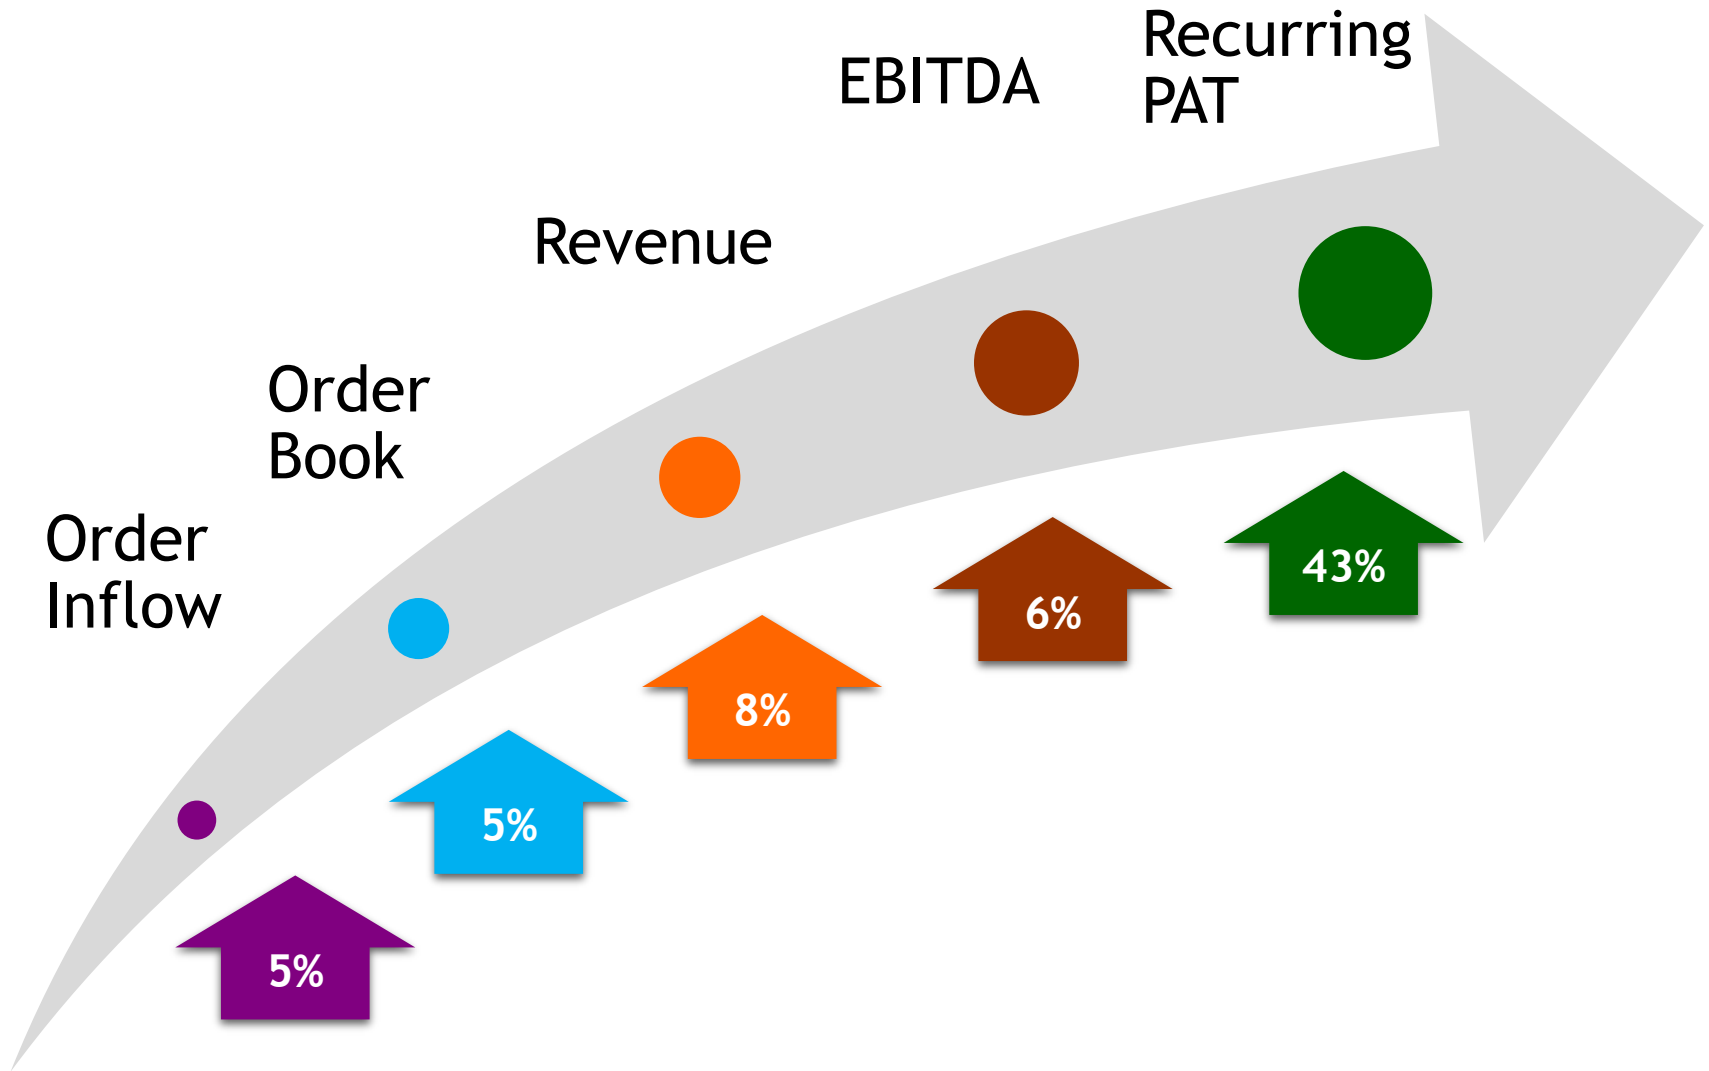 Recurring
PAT
EBITDA
Revenue
Order
Book
Order
Inflow
43%
6%
8%
5%
5%